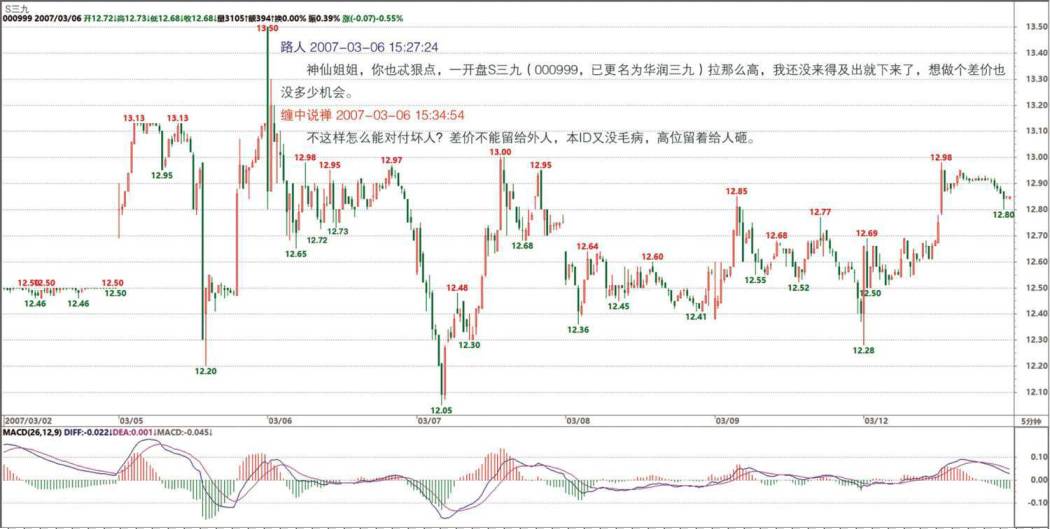 S三九
000999 2007/03/06 开12.72↓高12.73↓低12.68↓收12.68↓量3105↑额394↑换0.00% 振0.39% 涨(-0.07)-0.55%
13.50 13.50
路人 2007-03-06 15:27:24
神仙姐姐，你也忒狠点，一开盘S三九（000999，已更名为华润三九）拉那么高，我还没来得及出就下来了，想做个差价也
没多少机会。
13.40
13.30
缠中说禅 2007-03-06 15:34:54
不这样怎么能对付坏人？差价不能留给外人，本ID又没毛病，高位留着给人砸。
13.20
13.13 13.13
13.10
13.00
12.98 12.95 12.97 12.95 12.98 13.00
12.95
12.90
12.85
12.80
12.80
12.77
12.72 12.73 12.68 12.69 12.68 12.70
12.65 12.64 12.60 12.60
12.55 12.52
12.50 12.50 12.50 12.50 12.50 12.50
12.46 12.46 12.48 12.45
12.41 12.40
12.36
12.30 12.28 12.30
12.20 12.20
12.10
12.05
2007/03/02 03/05 03/06 03/07 03/08 03/09 03/12 5分钟
MACD(26,12,9) DIFF:-0.022↓DEA:0.001↓MACD:-0.045↓
0.10
0.00
-0.10